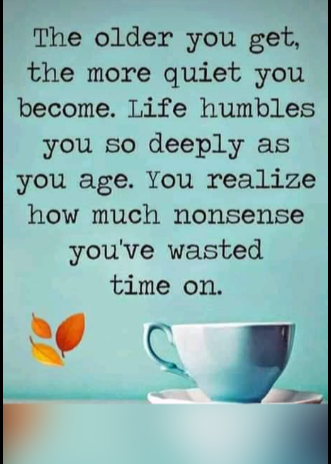 The older you get,
the more quiet you
become. Life humbles
you so deeply as
you age. You realize
how much nonsense
you've wasted
time on.